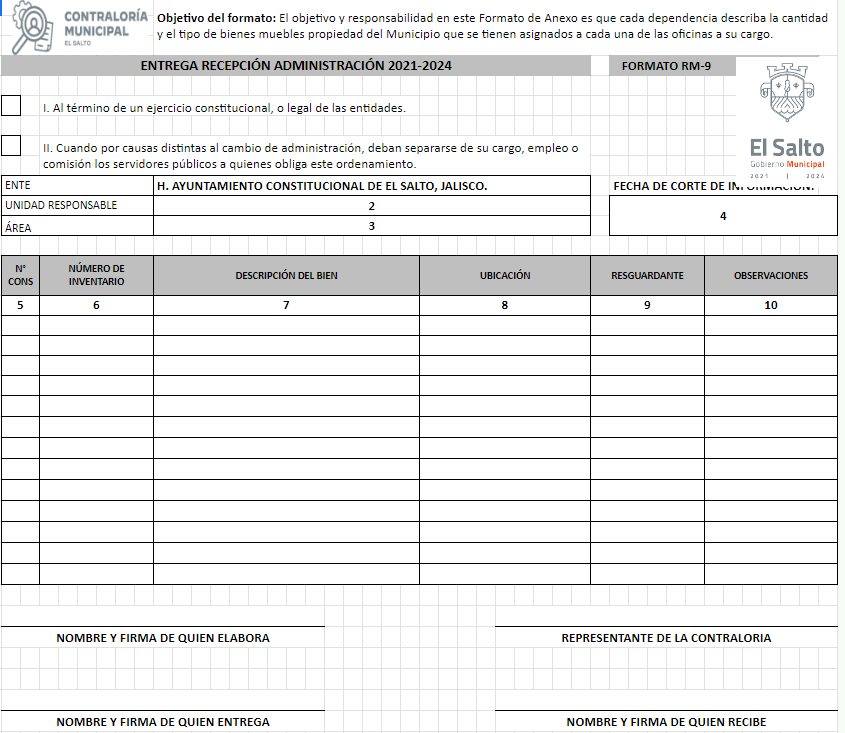 CONTRALORÍA
MUNICIPAL
EL SALTO
Objetivo del formato: El objetivo y responsabilidad en este Formato de Anexo es que cada dependencia describa la cantidad
y el tipo de bienes muebles propiedad del Municipio que se tienen asignados a cada una de las oficinas a su cargo.
ENTREGA RECEPCIÓN ADMINISTRACIÓN 2021-2024
FORMATO RM-9
I. Al término de un ejercicio constitucional, o legal de las entidades.
II. Cuando por causas distintas al cambio de administración, deban separarse de su cargo, empleo o
comisión los servidores públicos a quienes obliga este ordenamiento.
El Salto
Gobierno Municipal
2021 | 2024
ENTE H. AYUNTAMIENTO CONSTITUCIONAL DE EL SALTO, JALISCO. FECHA DE CORTE DE INFORMACIÓN:
UNIDAD RESPONSABLE 2
4
ÁREA 3
N° CONS NÚMERO DE INVENTARIO DESCRIPCIÓN DEL BIEN UBICACIÓN RESGUARDANTE OBSERVACIONES
5 6 7 8 9 10
NOMBRE Y FIRMA DE QUIEN ELABORA REPRESENTANTE DE LA CONTRALORIA
NOMBRE Y FIRMA DE QUIEN ENTREGA NOMBRE Y FIRMA DE QUIEN RECIBE